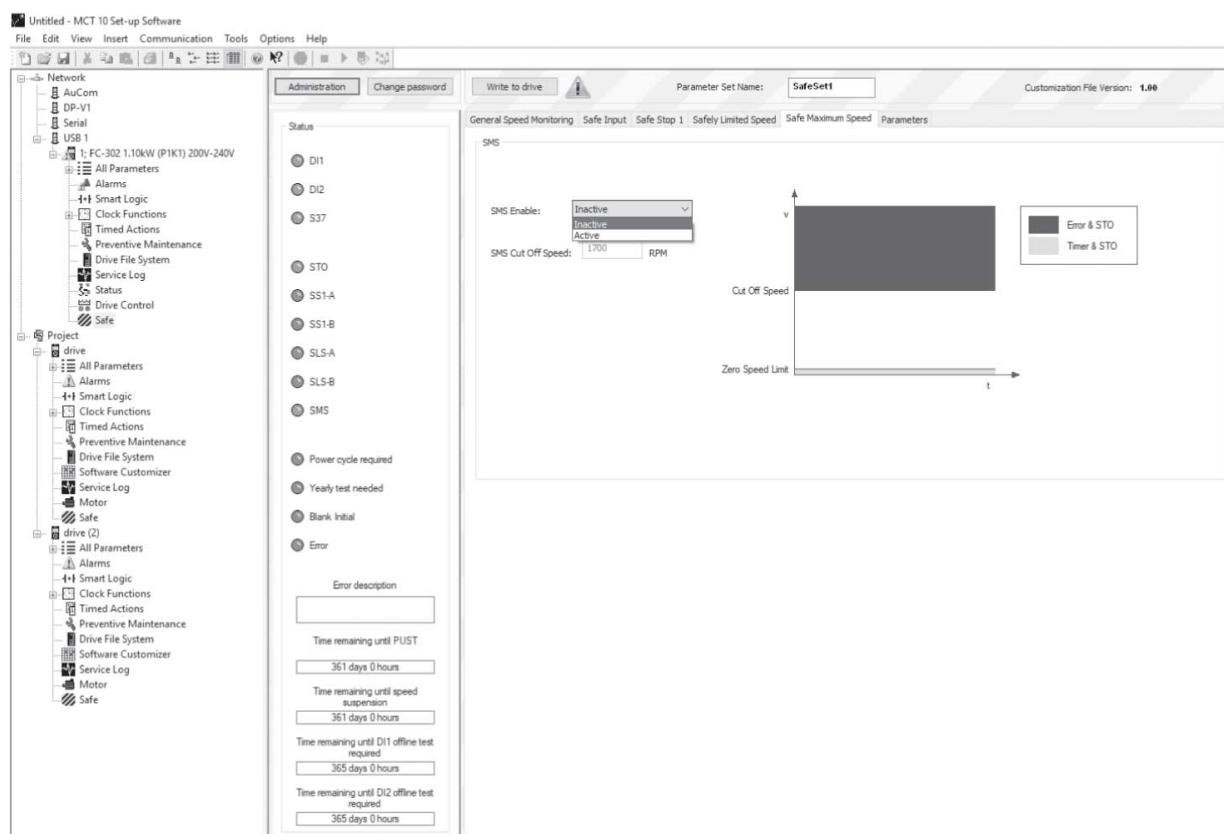 Untitled - MCT 10 Set-up Software
File Edit View Insert Communication Tools Options Help
Network
AuCom
DP-V1
Serial
USB 1
1; FC-302 1.10kW (P1K1) 200V-240V
All Parameters
Alarms
Smart Logic
Clock Functions
Timed Actions
Preventive Maintenance
Drive File System
Service Log
Status
Drive Control
Safe
Project
drive
All Parameters
Alarms
Smart Logic
Clock Functions
Timed Actions
Preventive Maintenance
Drive File System
Software Customizer
Service Log
Motor
Safe
drive (2)
All Parameters
Alarms
Smart Logic
Clock Functions
Timed Actions
Preventive Maintenance
Drive File System
Software Customizer
Service Log
Motor
Safe
Administration Change password
Status
DI1
DI2
S37
STO
SS1-A
SS1-B
SLS-A
SLS-B
SMS
Power cycle required
Yearly test needed
Blank Initial
Error
Error description
Time remaining until PUST
361 days 0 hours
Time remaining until speed
suspension
361 days 0 hours
Time remaining until DI1 offline test
required
365 days 0 hours
Time remaining until DI2 offline test
required
365 days 0 hours
Write to drive Parameter Set Name: SafeSet1 Customization File Version: 1.00
General Speed Monitoring Safe Input Safe Stop 1 Safely Limited Speed Safe Maximum Speed Parameters
SMS
SMS Enable: Inactive
Inactive
Active
SMS Cut Off Speed: 1700 RPM
v
Cut Off Speed
Zero Speed Limit
t
Error & STO
Timer & STO